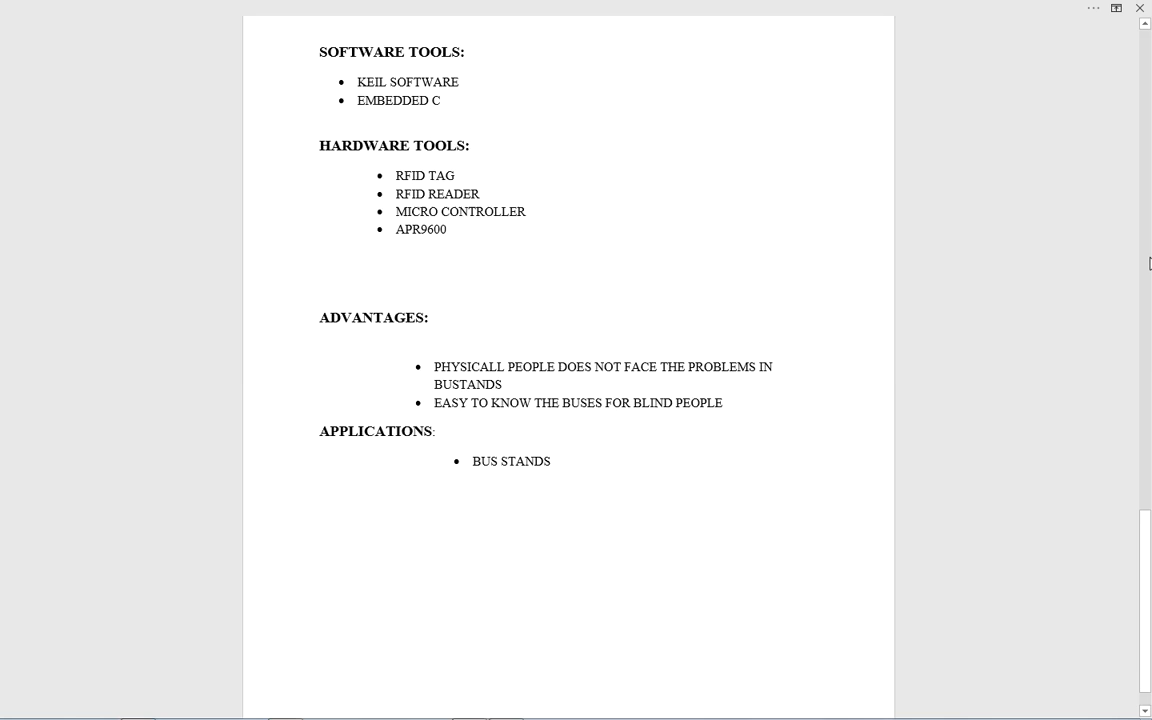 SOFTWARE TOOLS:
• KEIL SOFTWARE
• EMBEDDED C
HARDWARE TOOLS:
• RFID TAG
• RFID READER
• MICRO CONTROLLER
• APR9600
ADVANTAGES:
• PHYSICALL PEOPLE DOES NOT FACE THE PROBLEMS IN
BUSTANDS
• EASY TO KNOW THE BUSES FOR BLIND PEOPLE
APPLICATIONS:
• BUS STANDS